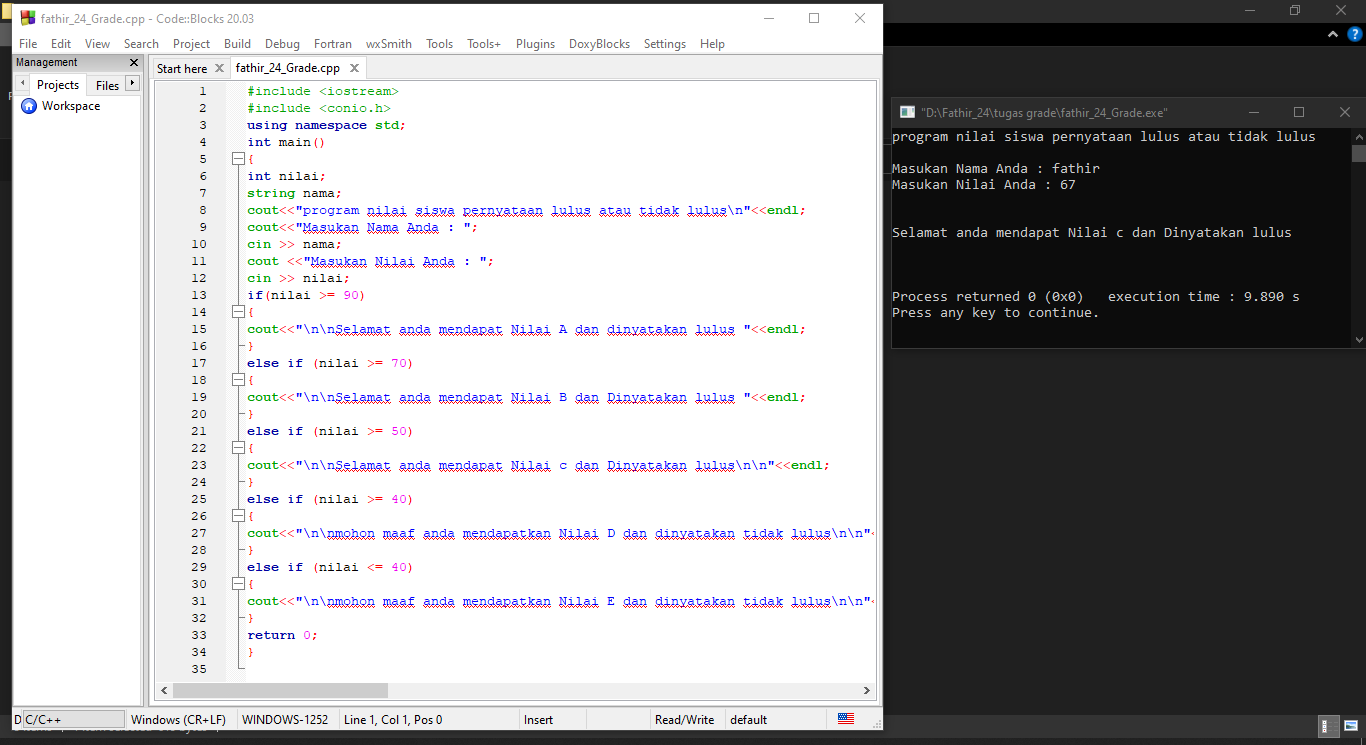 fathir_24_Grade.cpp - Code::Blocks 20.03
File Edit View Search Project Build Debug Fortran wxSmith Tools Tools+ Plugins DoxyBlocks Settings Help
Management
Projects Files
Workspace
Start here fathir_24_Grade.cpp
1 #include <iostream>
2 #include <conio.h>
3 using namespace std;
4 int main()
5 {
6 int nilai;
7 string nama;
8 cout<<"program nilai siswa pernyataan lulus atau tidak lulus\n"<<endl;
9 cout<<"Masukan Nama Anda : ";
10 cin >> nama;
11 cout <<"Masukan Nilai Anda : ";
12 cin >> nilai;
13 if(nilai >= 90)
14 {
15 cout<<"\n\nSelamat anda mendapat Nilai A dan dinyatakan lulus "<<endl;
16 }
17 else if (nilai >= 70)
18 {
19 cout<<"\n\nSelamat anda mendapat Nilai B dan Dinyatakan lulus "<<endl;
20 }
21 else if (nilai >= 50)
22 {
23 cout<<"\n\nSelamat anda mendapat Nilai c dan Dinyatakan lulus\n\n"<<endl;
24 }
25 else if (nilai >= 40)
26 {
27 cout<<"\n\nmohon maaf anda mendapatkan Nilai D dan dinyatakan tidak lulus\n\n"<
28 }
29 else if (nilai <= 40)
30 {
31 cout<<"\n\nmohon maaf anda mendapatkan Nilai E dan dinyatakan tidak lulus\n\n"<
32 }
33 return 0;
34 }
35
D C/C++ Windows (CR+LF) WINDOWS-1252 Line 1, Col 1, Pos 0 Insert Read/Write default
"D:\Fathir_24\tugas grade\fathir_24_Grade.exe"
program nilai siswa pernyataan lulus atau tidak lulus
Masukan Nama Anda : fathir
Masukan Nilai Anda : 67
Selamat anda mendapat Nilai c dan Dinyatakan lulus
Process returned 0 (0x0) execution time : 9.890 s
Press any key to continue.